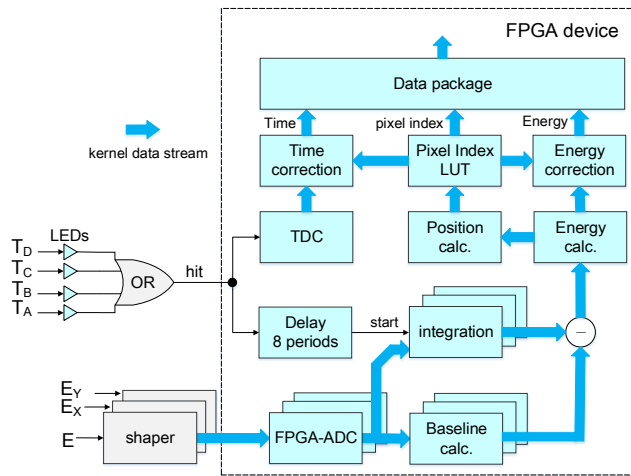 FPGA device
Data package
Time
pixel index
Energy
kernel data stream
Time
correction
Pixel Index
LUT
Energy
correction
LEDs
TD
TC
TB
TA
OR
hit
TDC
Position
calc.
Energy
calc.
Delay
8 periods
start
integration
−
EY
EX
E
shaper
FPGA-ADC
Baseline
calc.